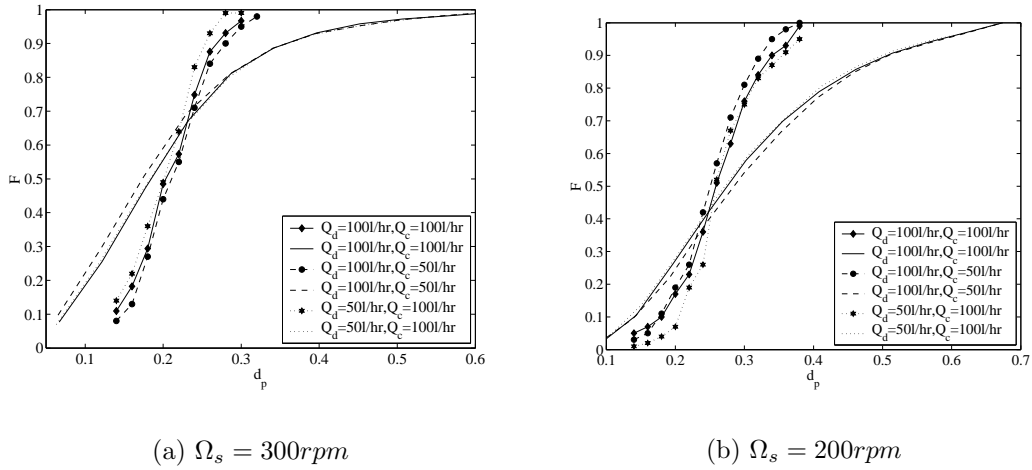 1
0.9
0.8
0.7
0.6
0.5
0.4
0.3
0.2
0.1
0
F
0.1 0.2 0.3 0.4 0.5 0.6
d_p
Q_d=100l/hr,Q_c=100l/hr
Q_d=100l/hr,Q_c=100l/hr
Q_d=100l/hr,Q_c=50l/hr
Q_d=100l/hr,Q_c=50l/hr
Q_d=50l/hr,Q_c=100l/hr
Q_d=50l/hr,Q_c=100l/hr
(a) Ω_s = 300rpm
1
0.9
0.8
0.7
0.6
0.5
0.4
0.3
0.2
0.1
0
F
0.1 0.2 0.3 0.4 0.5 0.6 0.7
d_p
Q_d=100l/hr,Q_c=100l/hr
Q_d=100l/hr,Q_c=100l/hr
Q_d=100l/hr,Q_c=50l/hr
Q_d=100l/hr,Q_c=50l/hr
Q_d=50l/hr,Q_c=100l/hr
Q_d=50l/hr,Q_c=100l/hr
(b) Ω_s = 200rpm